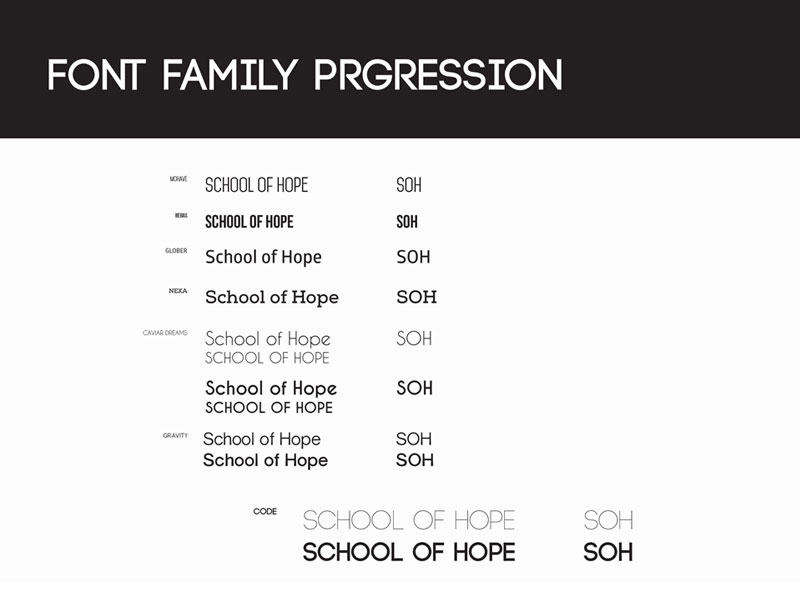 FONT FAMILY PRGRESSION
MOHAVE SCHOOL OF HOPE SOH
BEBAS SCHOOL OF HOPE SOH
GLOBER School of Hope SOH
NEXA School of Hope SOH
CAVIAR DREAMS School of Hope SOH
SCHOOL OF HOPE
School of Hope SOH
SCHOOL OF HOPE
GRAVITY School of Hope SOH
School of Hope SOH
CODE SCHOOL OF HOPE SOH
SCHOOL OF HOPE SOH